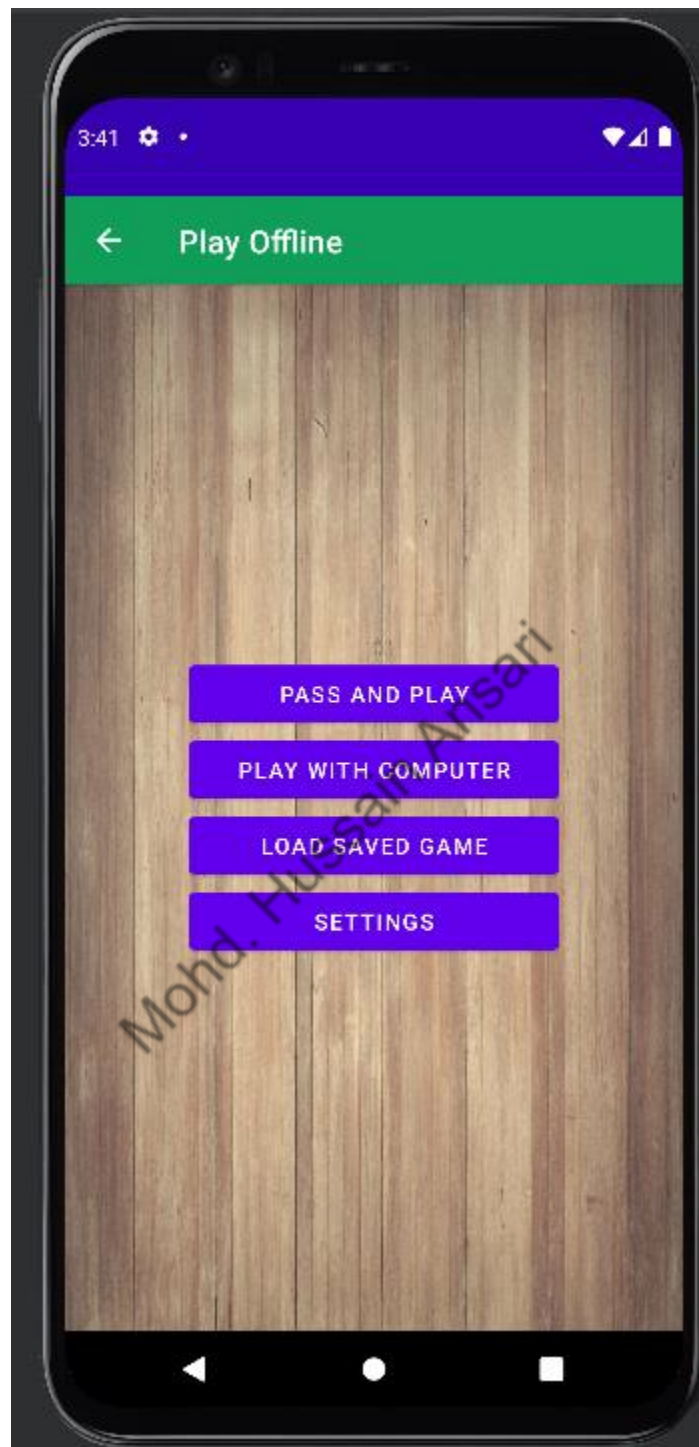 3:41
Play Offline
PASS AND PLAY
PLAY WITH COMPUTER
LOAD SAVED GAME
SETTINGS
Mohd. Hussain Ansari